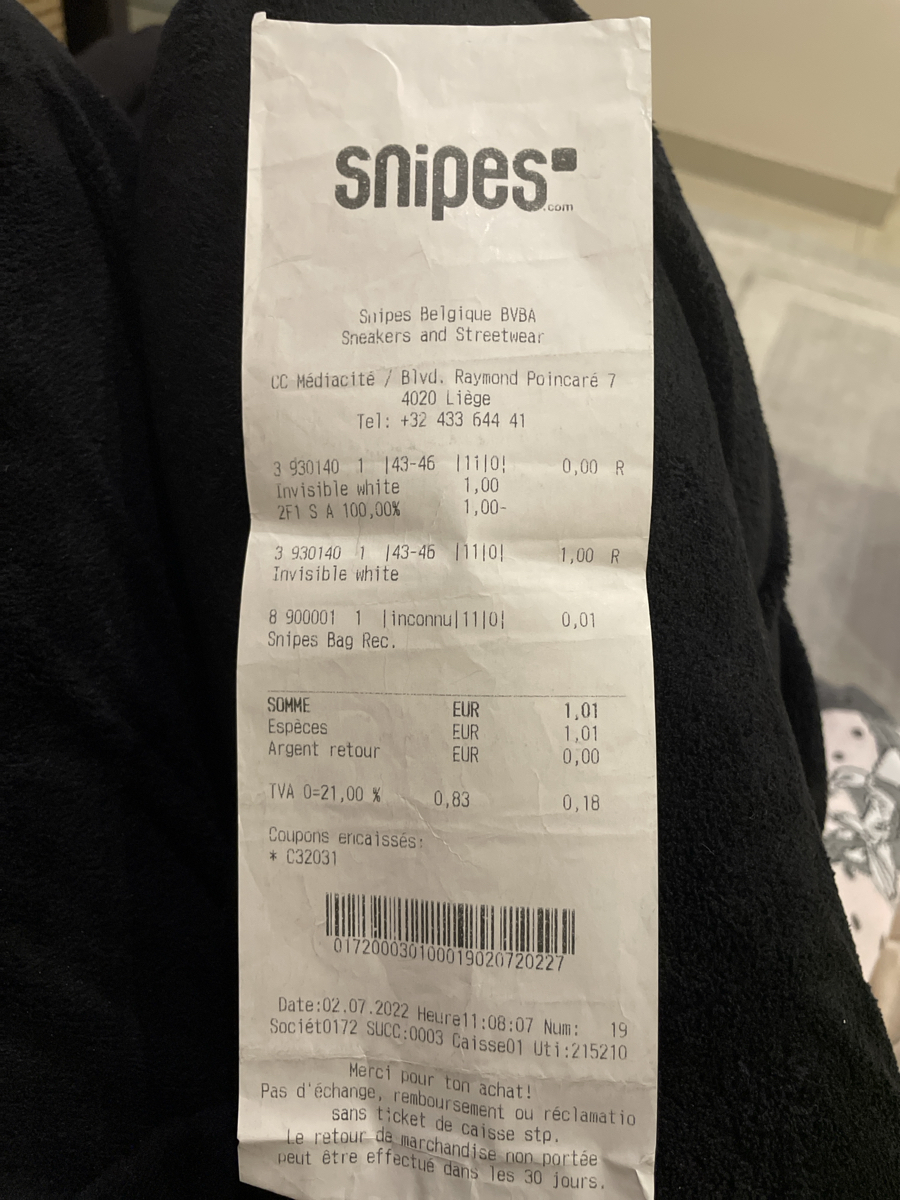 snipes
.com
Snipes Belgique BVBA
Sneakers and Streetwear
CC Médiacité / Blvd. Raymond Poincaré 7
4020 Liège
Tel: +32 433 644 41
3 930140 1 |43-46 |11|0¦ 0,00 R
Invisible white 1,00
2F1 S A 100,00% 1,00-
3 930140 1 |43-46 |11|0¦ 1,00 R
Invisible white
8 900001 1 |inconnu|11|0¦ 0,01
Snipes Bag Rec.
SOMME EUR 1,01
Espèces EUR 1,01
Argent retour EUR 0,00
TVA 0=21,00 % 0,83 0,18
Coupons encaissés:
* C32031
017200030100019020720227
Date:02.07.2022 Heure11:08:07 Num: 19
Sociét0172 SUCC:0003 Caisse01 Uti:215210
Merci pour ton achat!
Pas d'échange, remboursement ou réclamatio
sans ticket de caisse stp.
Le retour de marchandise non portée
peut être effectué dans les 30 jours.